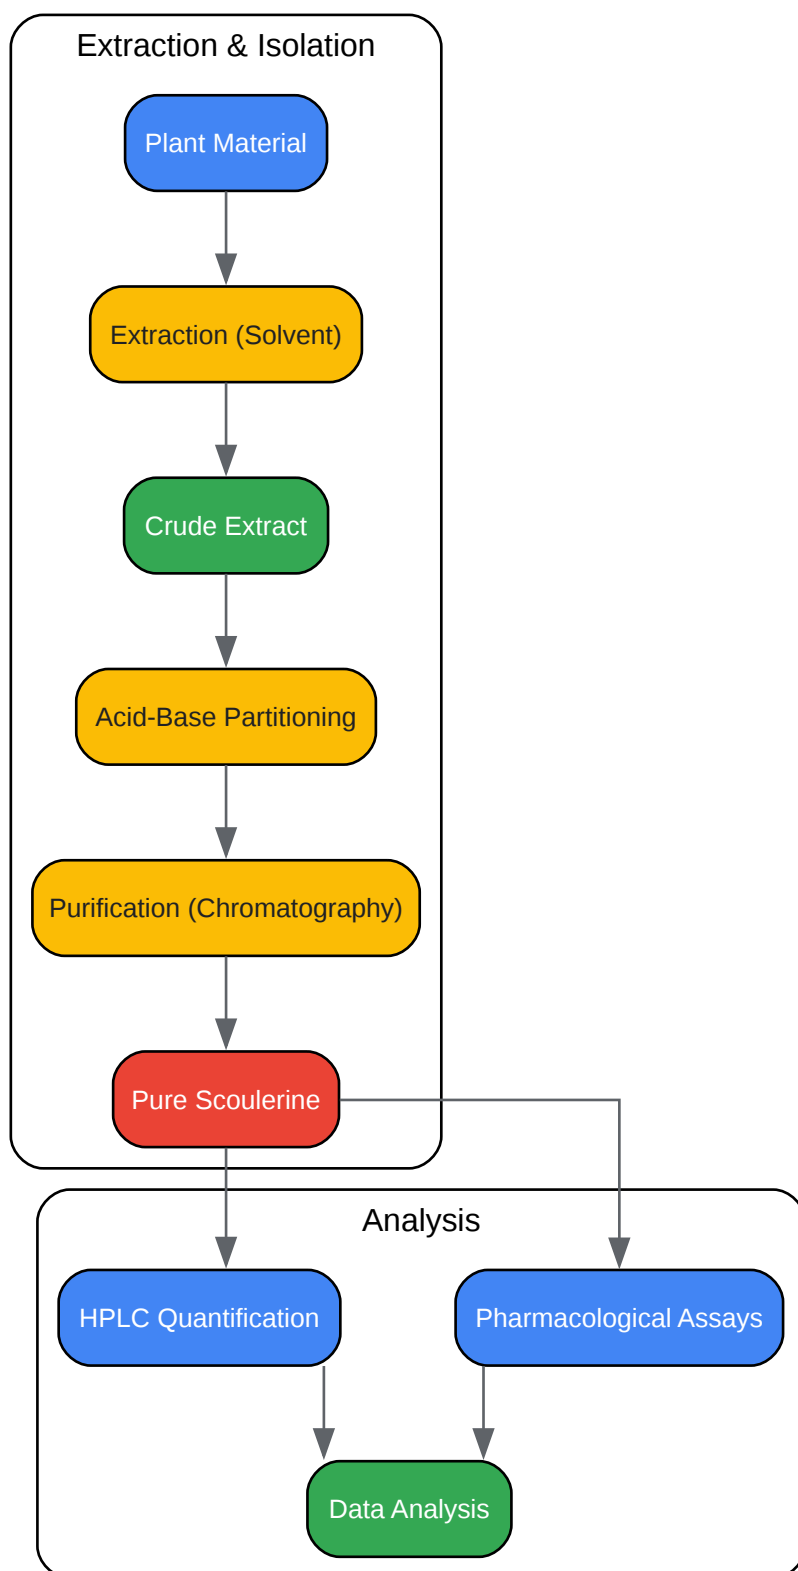 Extraction & Isolation
Plant Material
Extraction (Solvent)
Crude Extract
Acid-Base Partitioning
Purification (Chromatography)
Pure Scoulerine
Analysis
HPLC Quantification
Pharmacological Assays
Data Analysis